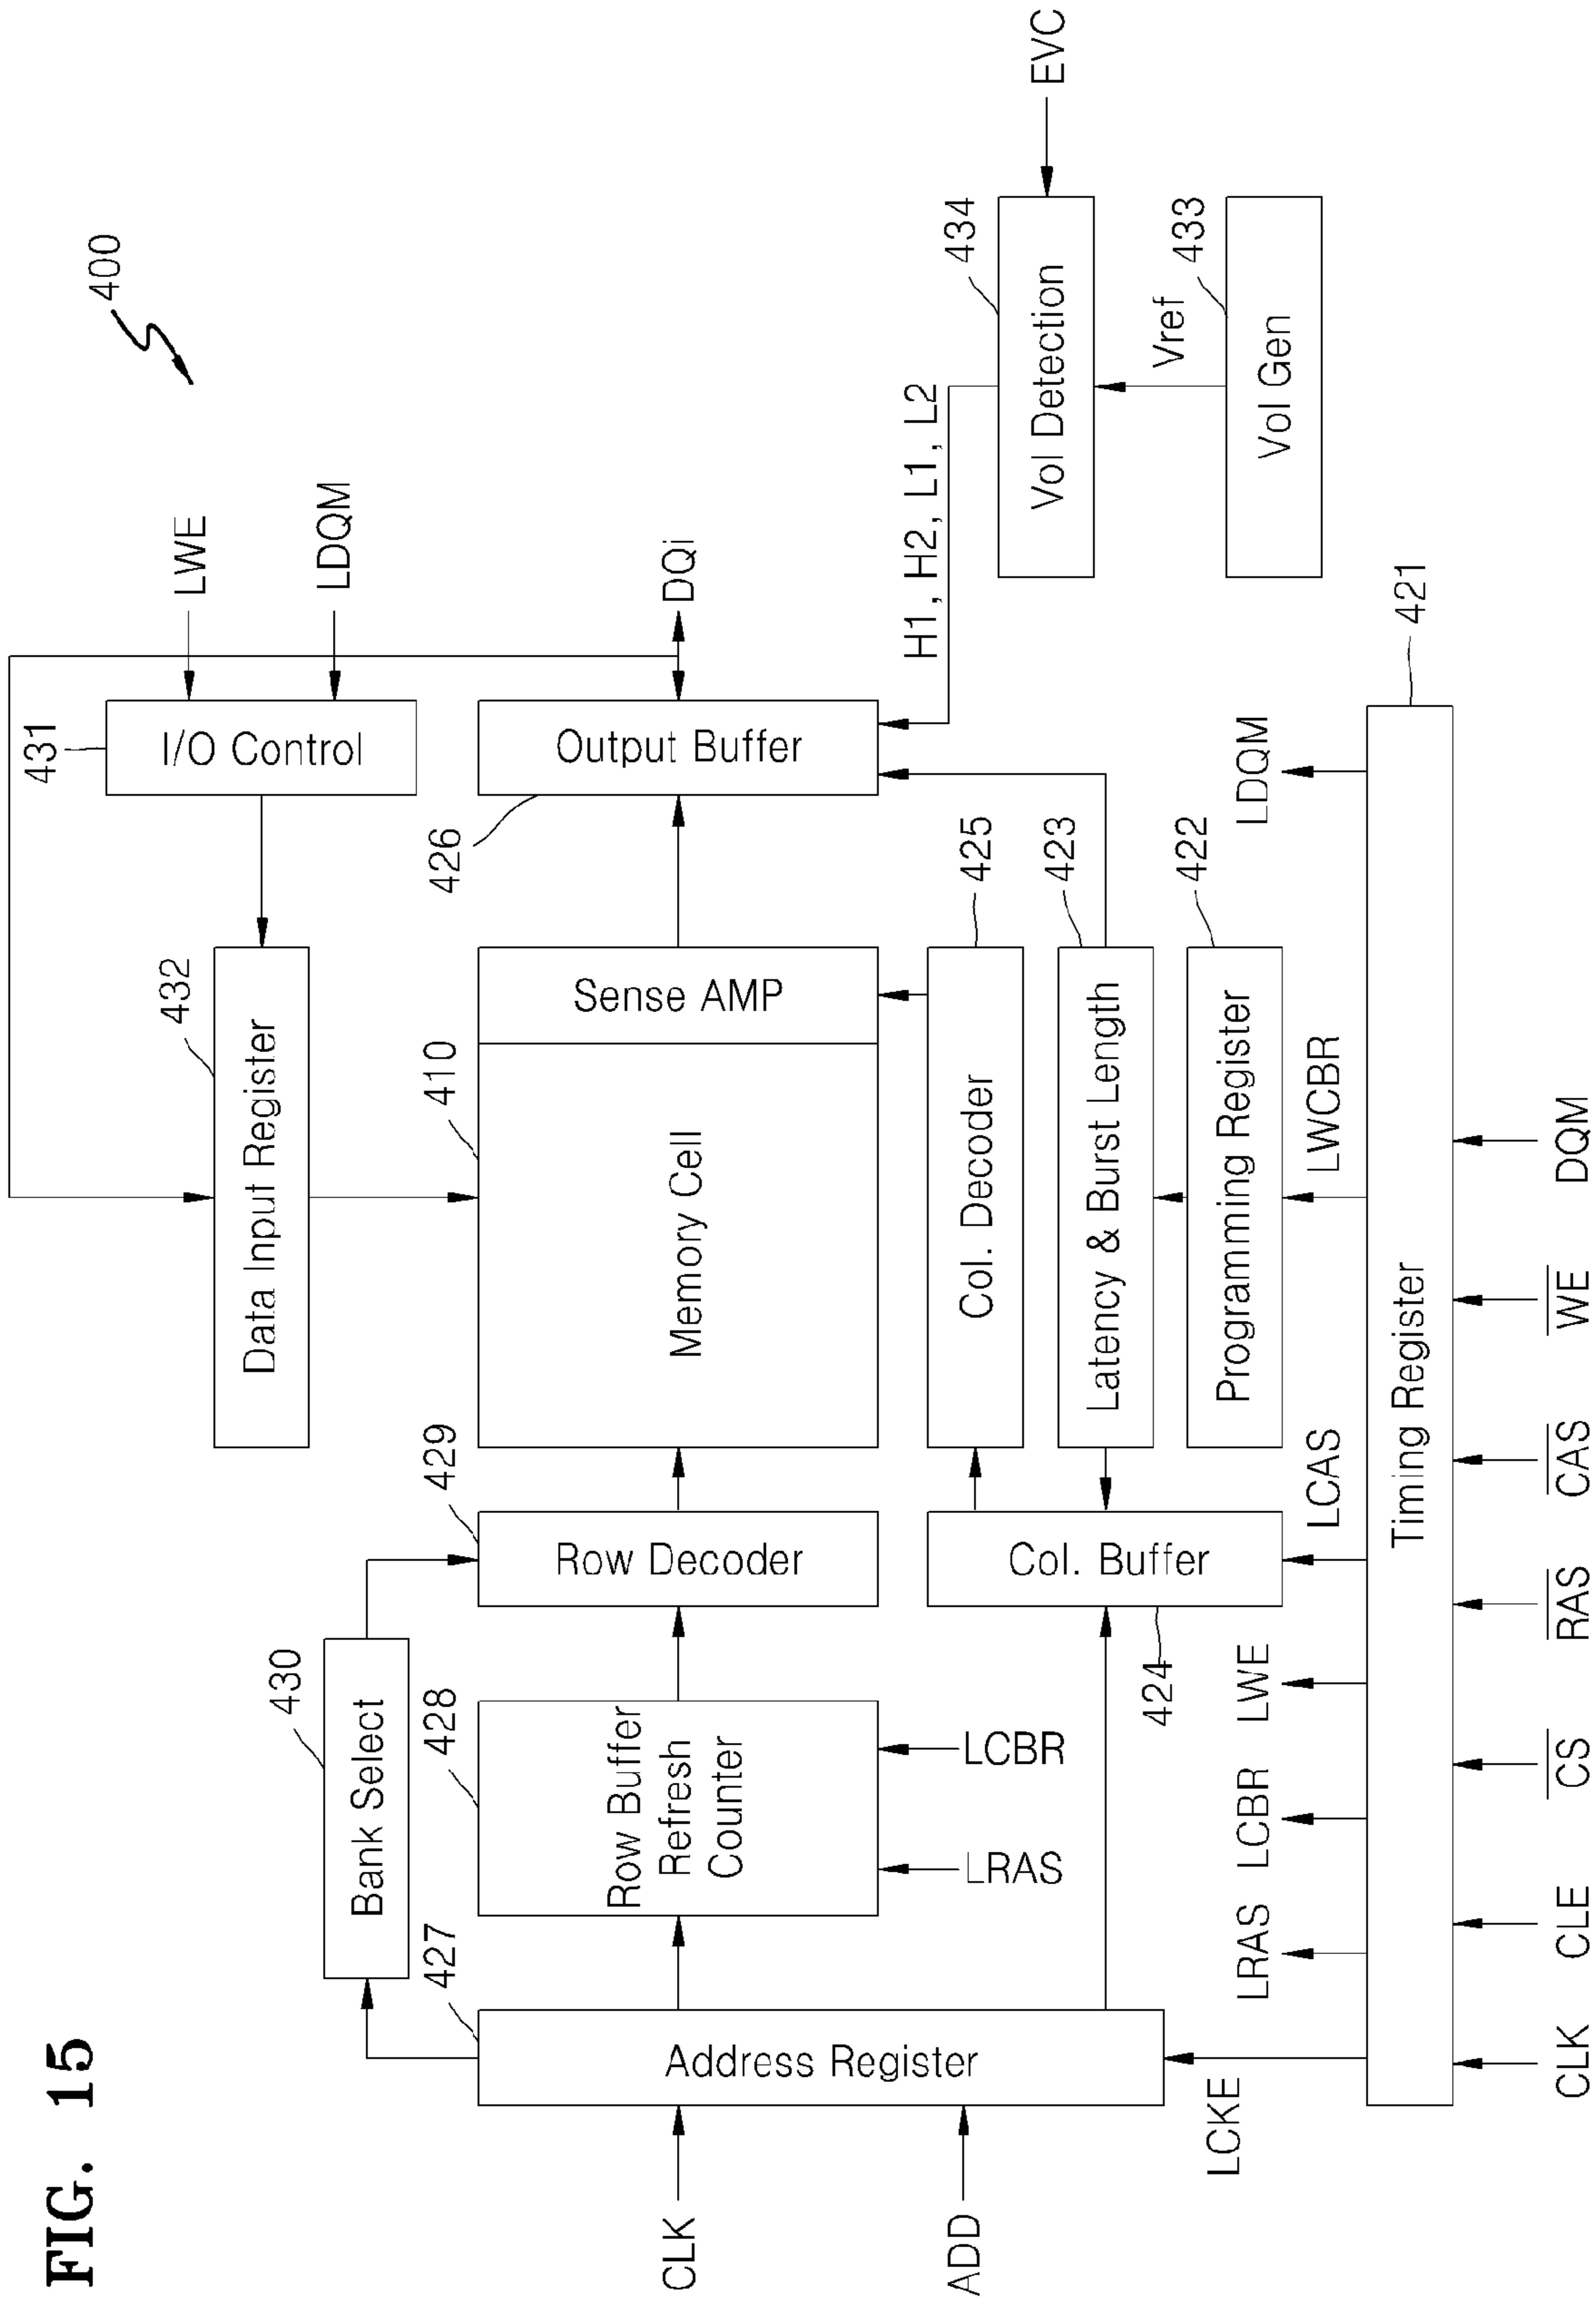 FIG. 15
400
LWE
LDQM
431
I/O Control
432
Data Input Register
430
Bank Select
427
428
429
410
426
Address Register
Row Buffer
Refresh
Counter
Row Decoder
Memory Cell
Sense AMP
Output Buffer
DQi
CLK
ADD
LRAS
LCBR
H1, H2, L1, L2
424
Col. Buffer
425
Col. Decoder
423
Latency & Burst Length
422
Programming Register
434
Vol Detection
EVC
Vref
433
Vol Gen
LCKE
LRAS
LCBR
LWE
LCAS
LWCBR
LDQM
421
Timing Register
CLK
CLE
CS
RAS
CAS
WE
DQM